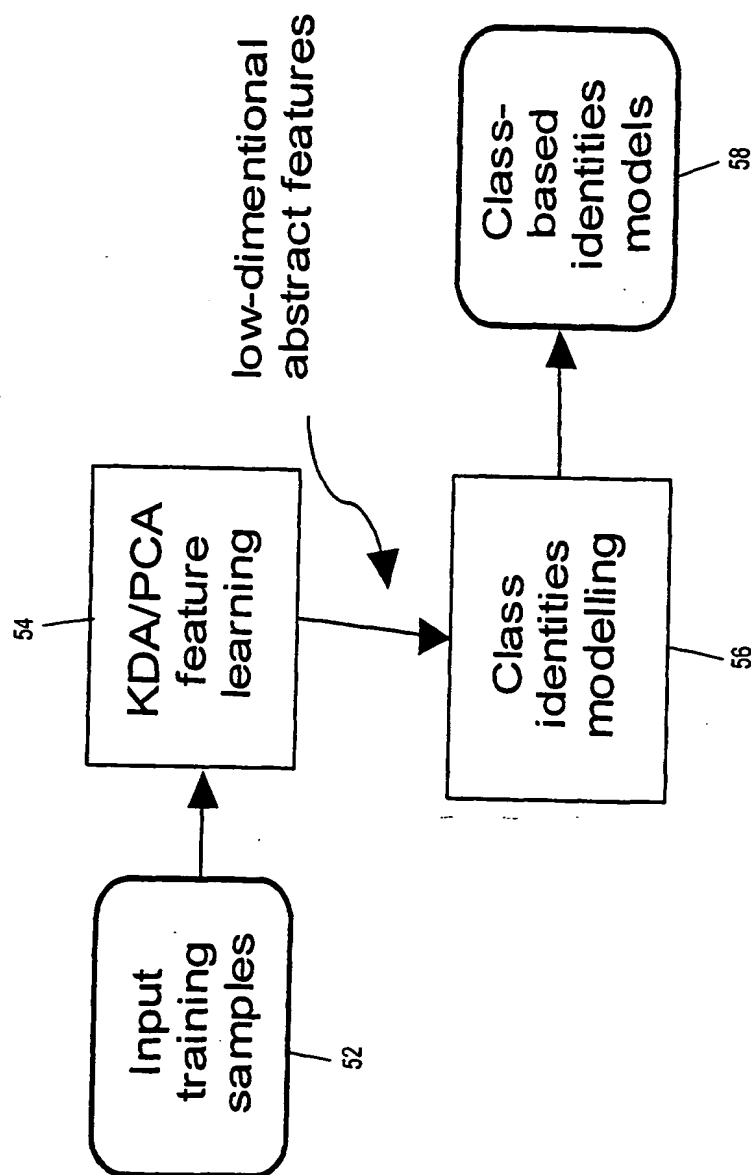 Input
training
samples
52
54
KDA/PCA
feature
learning
low-dimentional
abstract features
Class
identities
modelling
56
Class-
based
identities
models
58